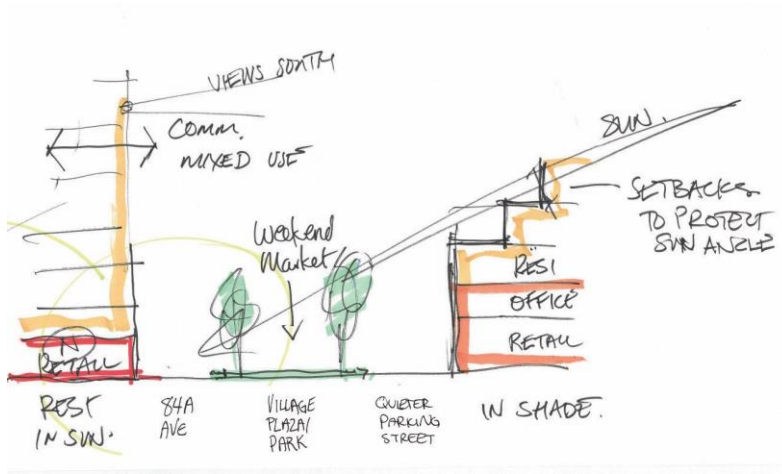 VIEWS SOUTH
COMM.
MIXED USE
SUN.
SETBACKS
TO PROTECT
SUN ANGLE
Weekend
Market
RESI
OFFICE
RETAIL
N
RETAIL
REST
IN SUN.
84A
AVE
VILLAGE
PLAZA/
PARK
QUIETER
PARKING
STREET
IN SHADE.